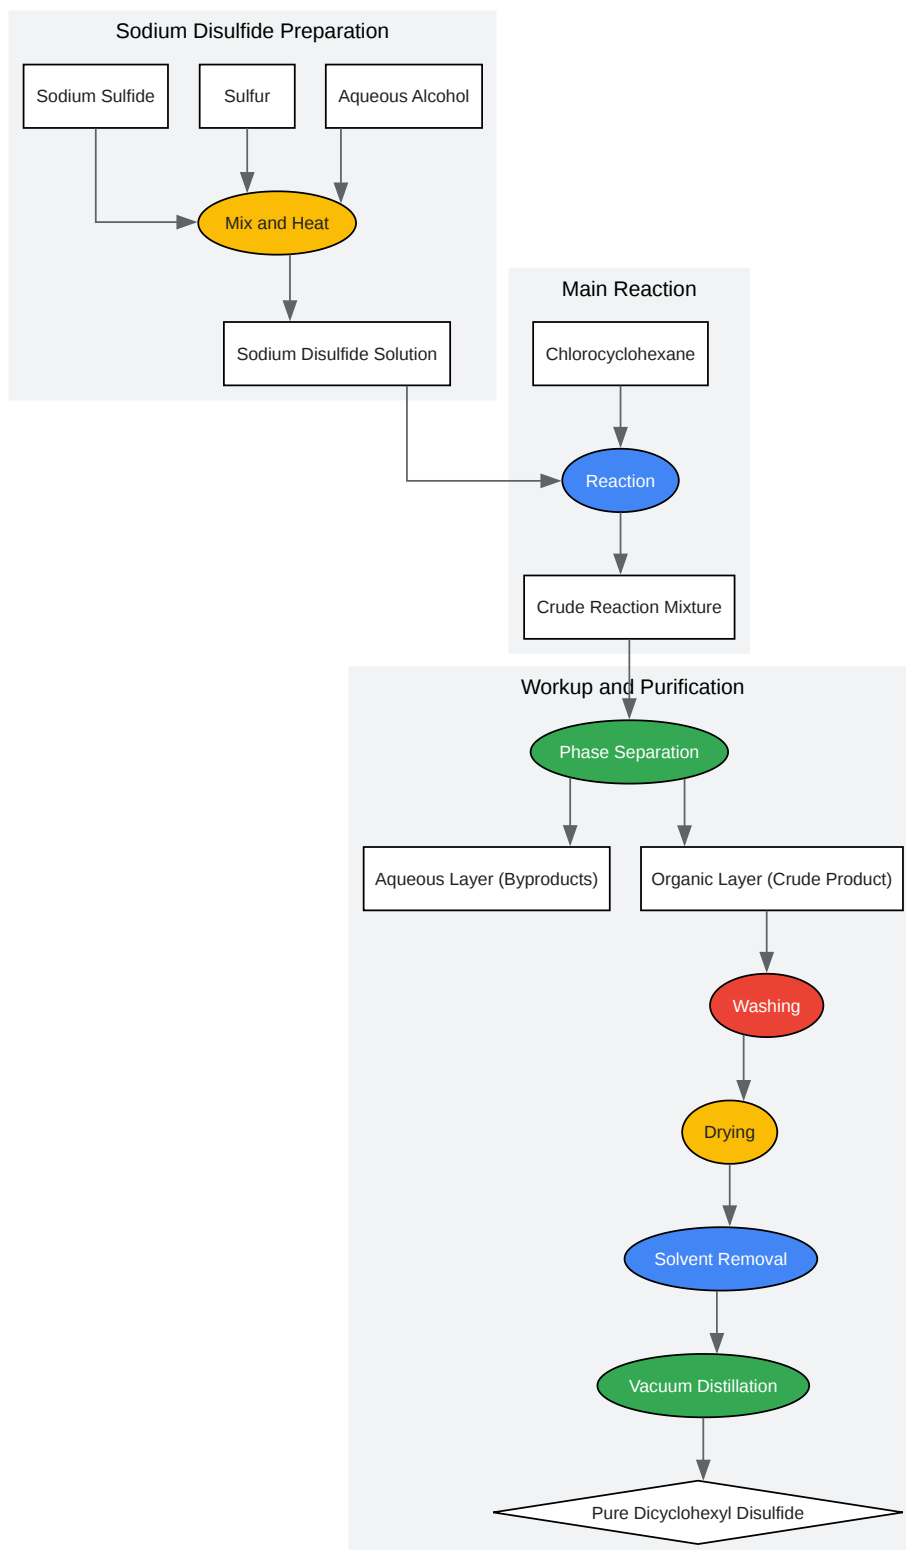 Sodium Disulfide Preparation
Sodium Sulfide
Sulfur
Aqueous Alcohol
Mix and Heat
Sodium Disulfide Solution
Main Reaction
Chlorocyclohexane
Reaction
Crude Reaction Mixture
Workup and Purification
Phase Separation
Aqueous Layer (Byproducts)
Organic Layer (Crude Product)
Washing
Drying
Solvent Removal
Vacuum Distillation
Pure Dicyclohexyl Disulfide